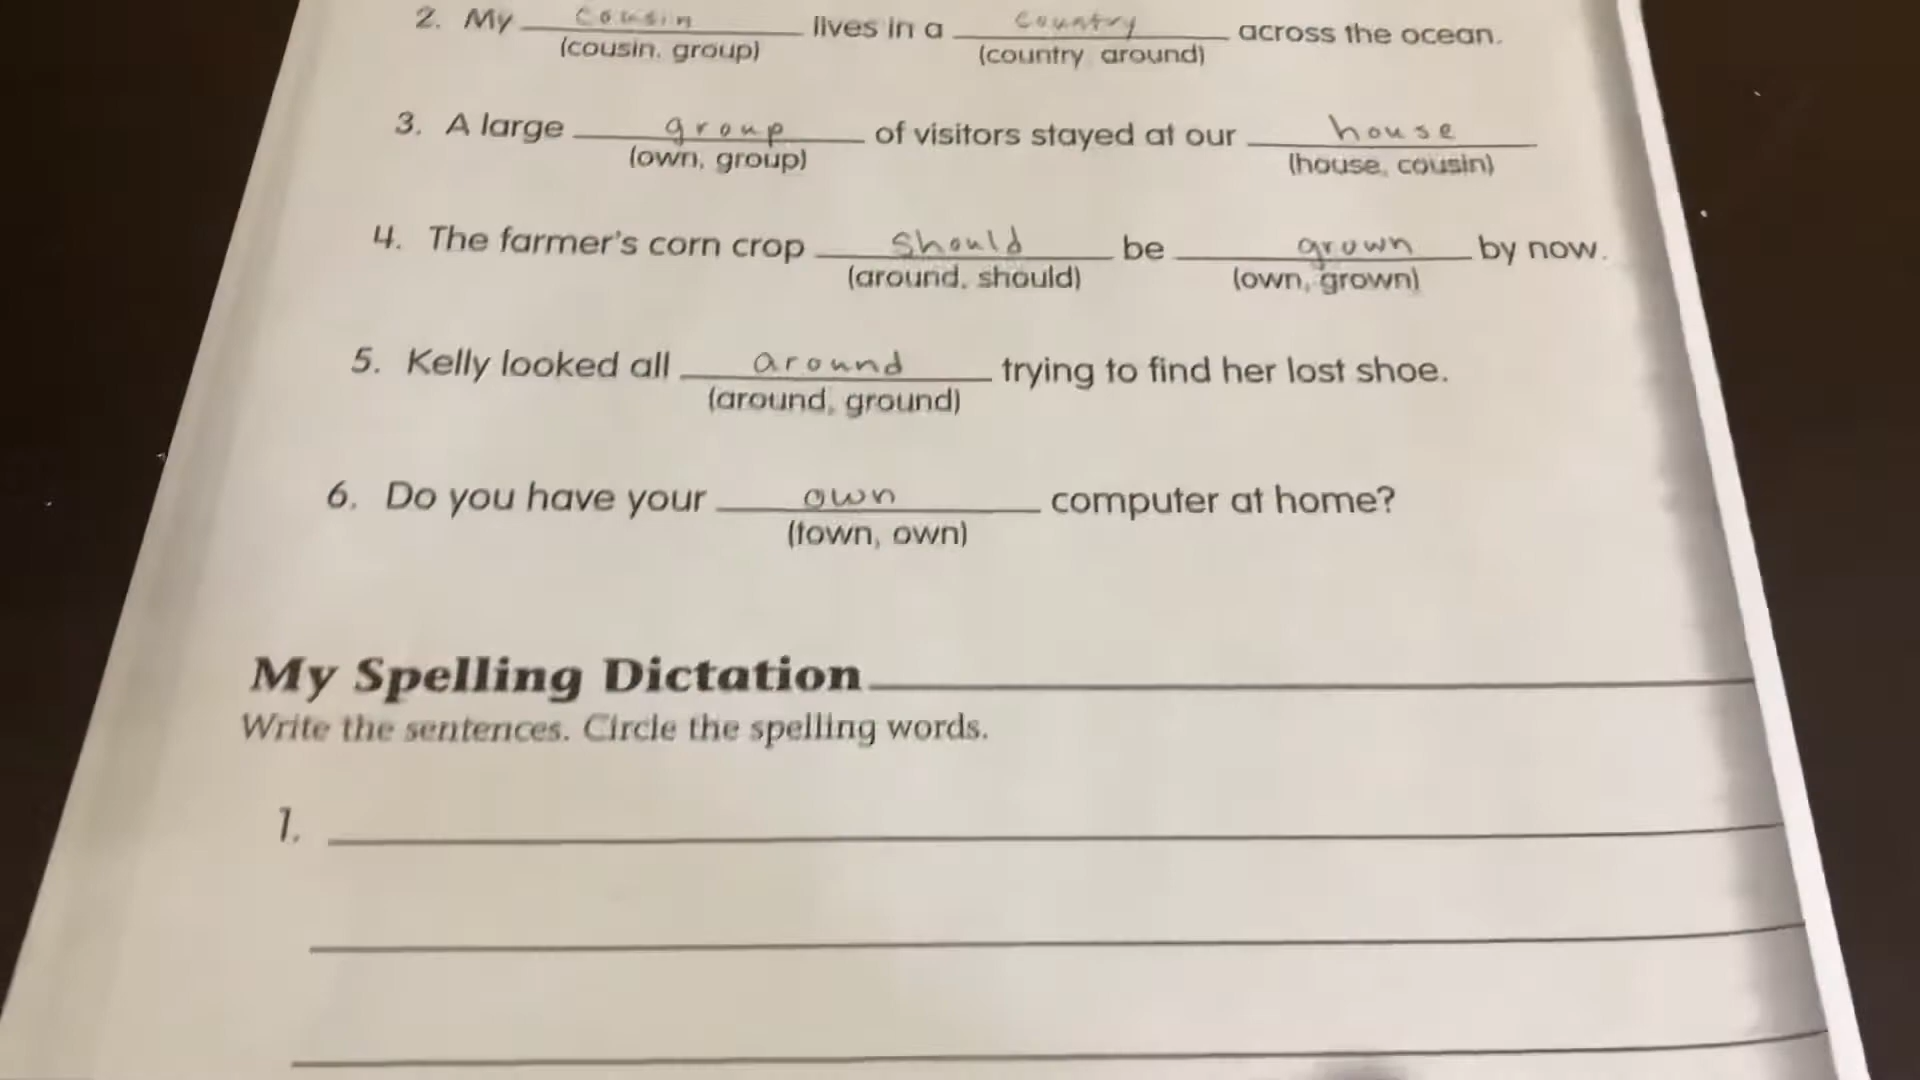 2. My cousin lives in a country across the ocean.
(cousin, group) (country around)
3. A large group of visitors stayed at our house
(own, group) (house, cousin)
4. The farmer's corn crop should be grown by now.
(around, should) (own, grown)
5. Kelly looked all around trying to find her lost shoe.
(around, ground)
6. Do you have your own computer at home?
(town, own)
My Spelling Dictation
Write the sentences. Circle the spelling words.
1.